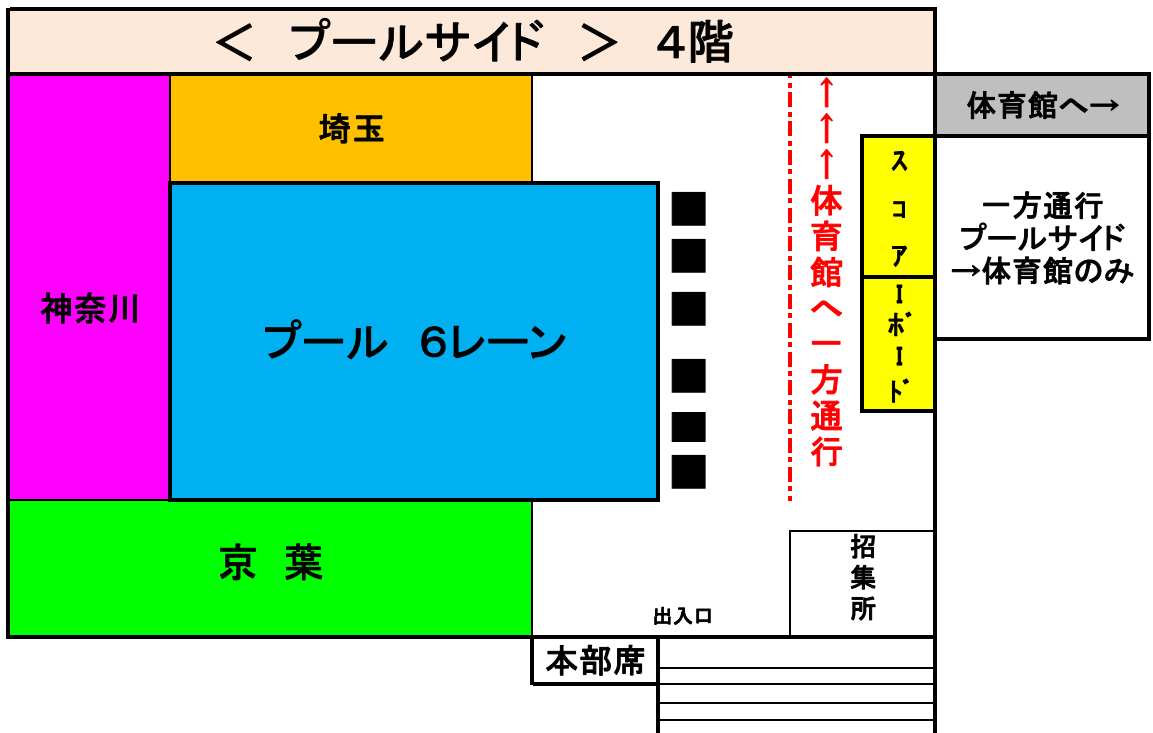 ＜　プールサイド　＞　４階
体育館へ→
埼玉
神奈川
プール　６レーン
→→→体育館へ一方通行
スコアーボード
一方通行
プールサイド
→体育館のみ
京　葉
招集所
出入口
本部席